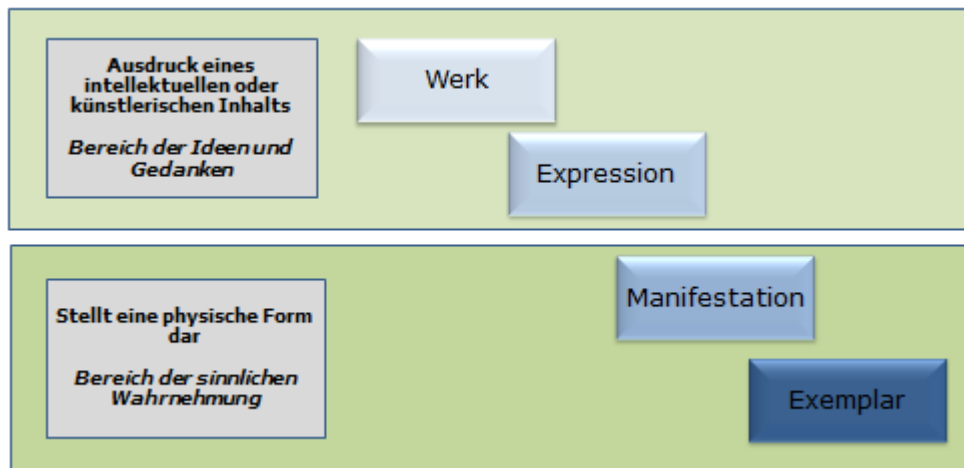 Ausdruck eines
intellektuellen oder
künstlerischen Inhalts
Bereich der Ideen und
Gedanken
Werk
Expression
Stellt eine physische Form
dar
Bereich der sinnlichen
Wahrnehmung
Manifestation
Exemplar